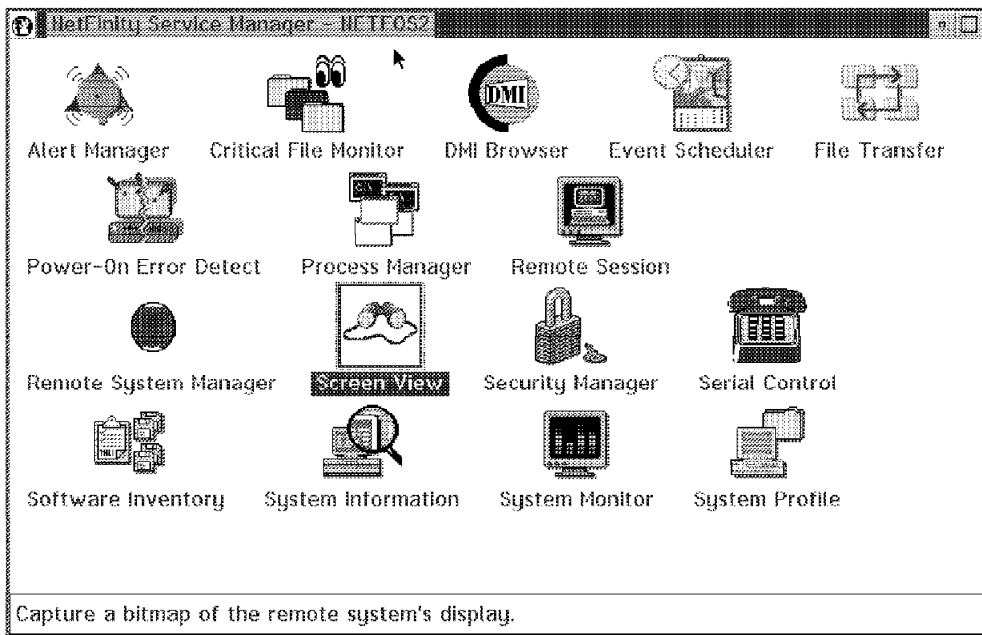 NetFinity Service Manager - NETFOS2
Alert Manager Critical File Monitor DMI Browser Event Scheduler File Transfer
DMI
Power-On Error Detect Process Manager Remote Session
Remote System Manager Screen View Security Manager Serial Control
Software Inventory System Information System Monitor System Profile
Capture a bitmap of the remote system's display.